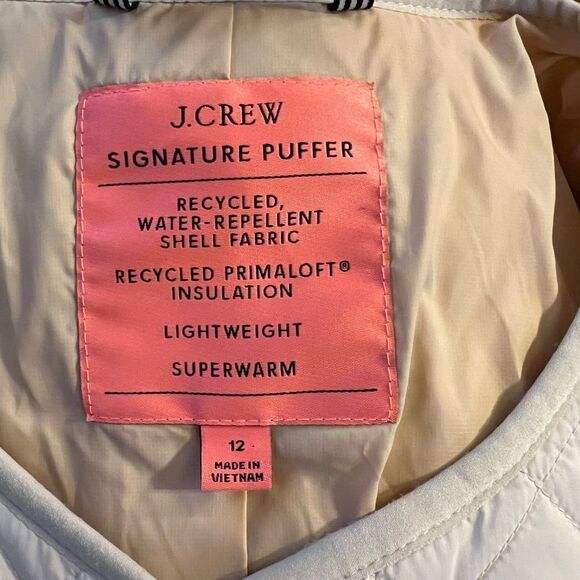 J.CREW
SIGNATURE PUFFER
RECYCLED,
WATER-REPELLENT
SHELL FABRIC
RECYCLED PRIMALOFT®
INSULATION
LIGHTWEIGHT
SUPERWARM
12
MADE IN
VIETNAM